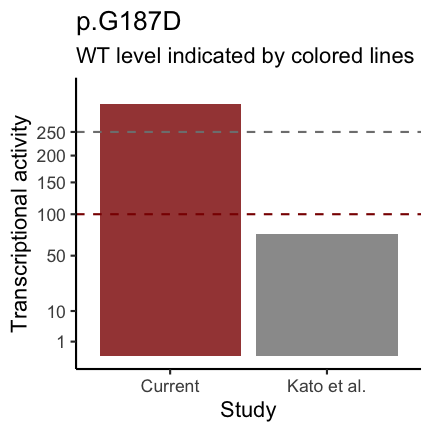 p.G187D
WT level indicated by colored lines
Transcriptional activity
250
200
150
100
50
10
1
Current
Kato et al.
Study